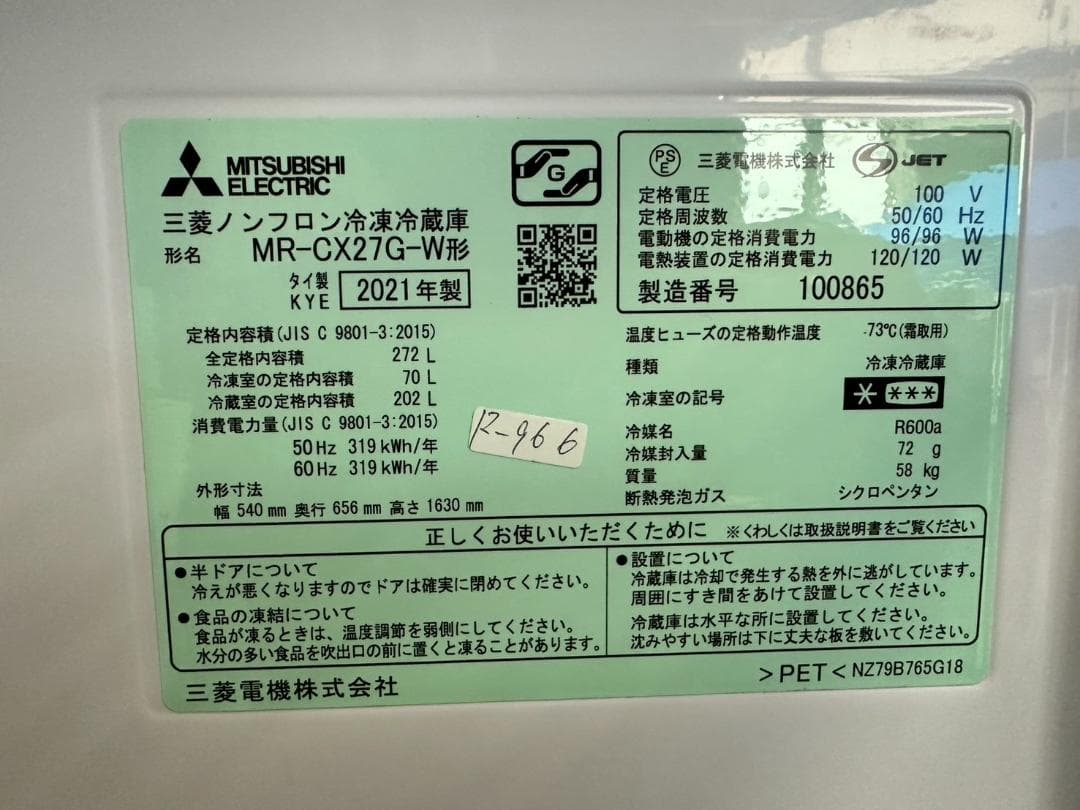 MITSUBISHI
ELECTRIC
三菱ノンフロン冷凍冷蔵庫
形名 MR-CX27G-W形
タイ製
KYE
2021年製
G
PSE 三菱電機株式会社 S JET
定格電圧 100 V
定格周波数 50/60 Hz
電動機の定格消費電力 96/96 W
電熱装置の定格消費電力 120/120 W
製造番号 100865
定格内容積(JIS C 9801-3:2015)
全定格内容積 272 L
冷凍室の定格内容積 70 L
冷蔵室の定格内容積 202 L
消費電力量(JIS C 9801-3:2015)
50Hz 319kWh/年
60Hz 319kWh/年
外形寸法
幅 540 mm 奥行 656 mm 高さ 1630 mm
R-966
温度ヒューズの定格動作温度 -73℃(霜取用)
種類 冷凍冷蔵庫
冷凍室の記号 * ***
冷媒名 R600a
冷媒封入量 72 g
質量 58 kg
断熱発泡ガス シクロペンタン
正しくお使いいただくために ※くわしくは取扱説明書をご覧ください
●半ドアについて
冷えが悪くなりますのでドアは確実に閉めてください。
●食品の凍結について
食品が凍るときは、温度調節を弱側にしてください。
水分の多い食品を吹出口の前に置くと凍ることがあります。
●設置について
冷蔵庫は冷却で発生する熱を外に逃がしています。
周囲にすき間をあけて設置してください。
冷蔵庫は水平な所に設置してください。
沈みやすい場所は下に丈夫な板を敷いてください。
三菱電機株式会社
>PET< NZ79B765G18